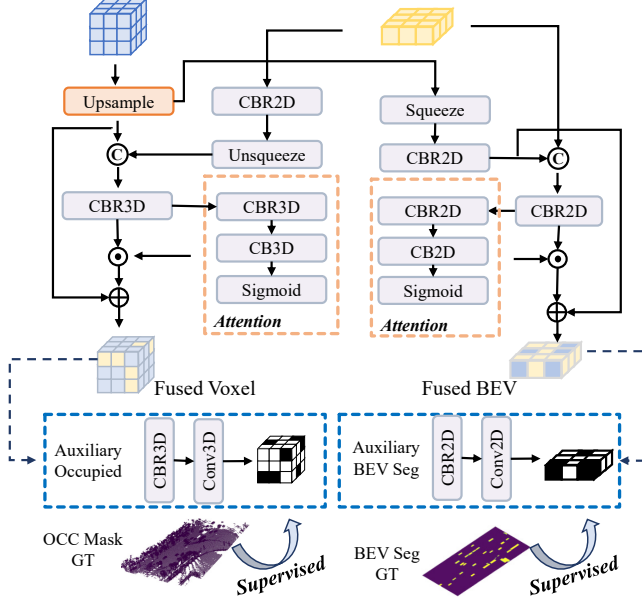 Upsample
CBR2D
Squeeze
C
Unsqueeze
CBR2D
C
CBR3D
CBR3D
CBR2D
CBR2D
CB3D
CB2D
Sigmoid
Sigmoid
Attention
Attention
Fused Voxel
Fused BEV
Auxiliary
Occupied
CBR3D
Conv3D
Auxiliary
BEV Seg
CBR2D
Conv2D
OCC Mask
GT
Supervised
BEV Seg
GT
Supervised